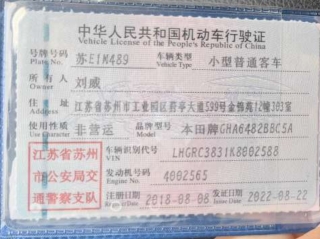 中华人民共和国机动车行驶证
Vehicle License of the People's Republic of China
号牌号码 苏E1M489 车辆类型 小型普通客车
Plate No. Vehicle Type
所有人 刘威
Owner
住址 江苏省苏州市工业园区莳亭大道599号金锦苑12幢303室
Address
使用性质 非营运 品牌型号 本田牌GHA6482BBC5A
Use Character Model
江苏省苏州 车辆识别代号 LHGRC3831K8002588
VIN
市公安局交 发动机号码 4002565
Engine No.
通警察支队 注册日期 2018-08-08 发证日期 2022-08-22
Register Date Issue Date